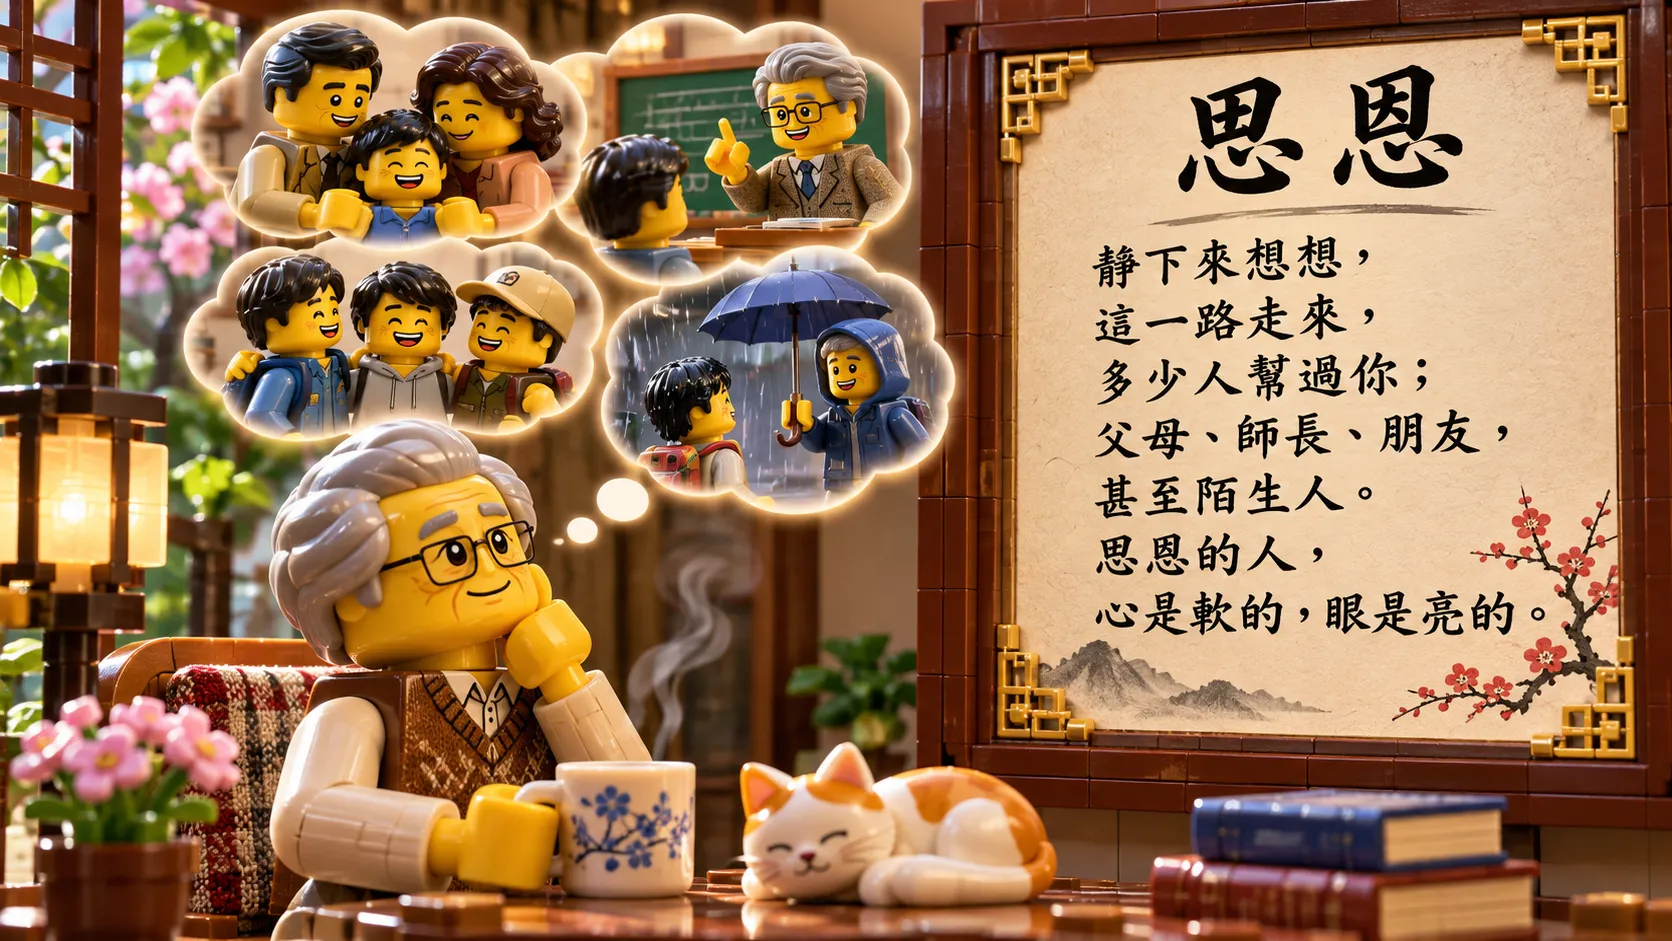 思恩
靜下來想想，
這一路走來，
多少人幫過你；
父母、師長、朋友，
甚至陌生人。
思恩的人，
心是軟的，眼是亮的。